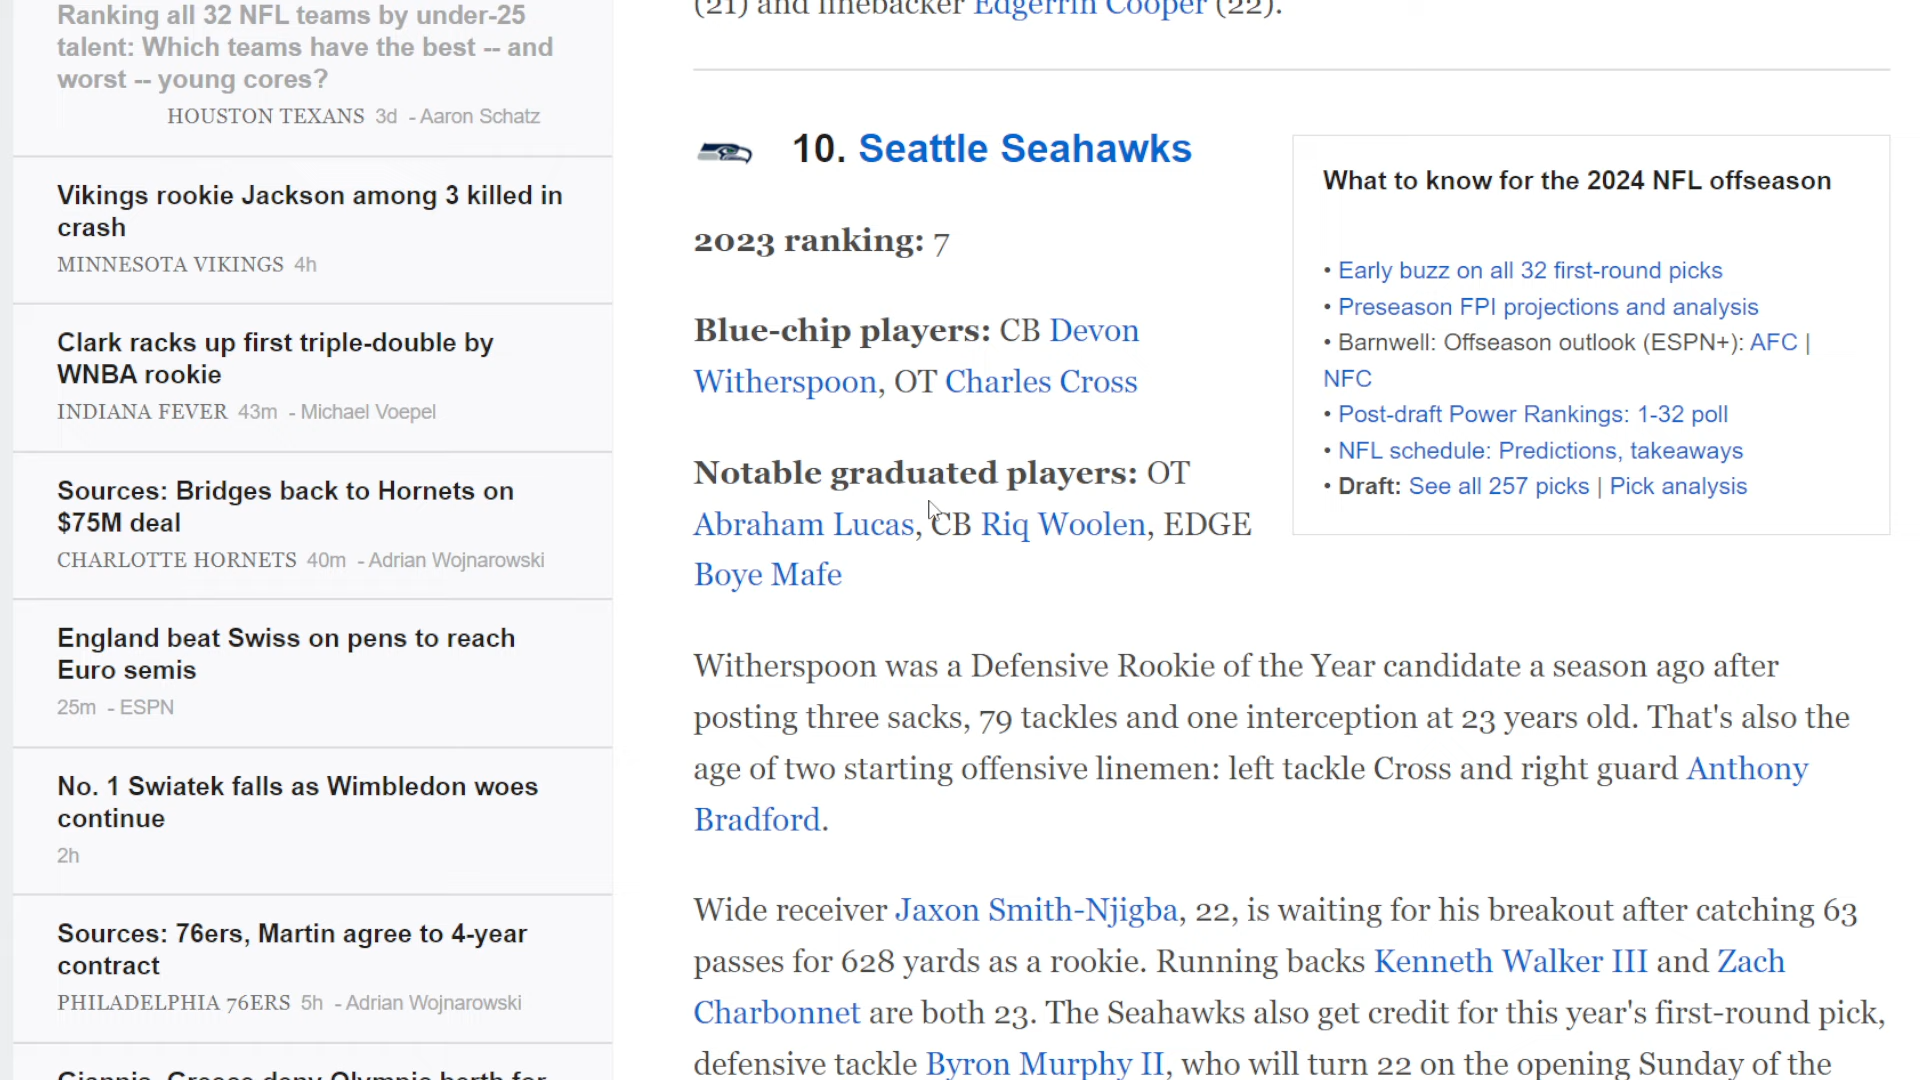 Ranking all 32 NFL teams by under-25
talent: Which teams have the best -- and
worst -- young cores?
HOUSTON TEXANS 3d - Aaron Schatz
Vikings rookie Jackson among 3 killed in
crash
MINNESOTA VIKINGS 4h
Clark racks up first triple-double by
WNBA rookie
INDIANA FEVER 43m - Michael Voepel
Sources: Bridges back to Hornets on
$75M deal
CHARLOTTE HORNETS 40m - Adrian Wojnarowski
England beat Swiss on pens to reach
Euro semis
25m - ESPN
No. 1 Swiatek falls as Wimbledon woes
continue
2h
Sources: 76ers, Martin agree to 4-year
contract
PHILADELPHIA 76ERS 5h - Adrian Wojnarowski
Giannis, Greece deny Olympic berth for
(21) and linebacker Edgerrin Cooper (22).
10. Seattle Seahawks
2023 ranking: 7
Blue-chip players: CB Devon
Witherspoon, OT Charles Cross
Notable graduated players: OT
Abraham Lucas, CB Riq Woolen, EDGE
Boye Mafe
Witherspoon was a Defensive Rookie of the Year candidate a season ago after
posting three sacks, 79 tackles and one interception at 23 years old. That's also the
age of two starting offensive linemen: left tackle Cross and right guard Anthony
Bradford.
Wide receiver Jaxon Smith-Njigba, 22, is waiting for his breakout after catching 63
passes for 628 yards as a rookie. Running backs Kenneth Walker III and Zach
Charbonnet are both 23. The Seahawks also get credit for this year's first-round pick,
defensive tackle Byron Murphy II, who will turn 22 on the opening Sunday of the
What to know for the 2024 NFL offseason
• Early buzz on all 32 first-round picks
• Preseason FPI projections and analysis
• Barnwell: Offseason outlook (ESPN+): AFC |
NFC
• Post-draft Power Rankings: 1-32 poll
• NFL schedule: Predictions, takeaways
• Draft: See all 257 picks | Pick analysis